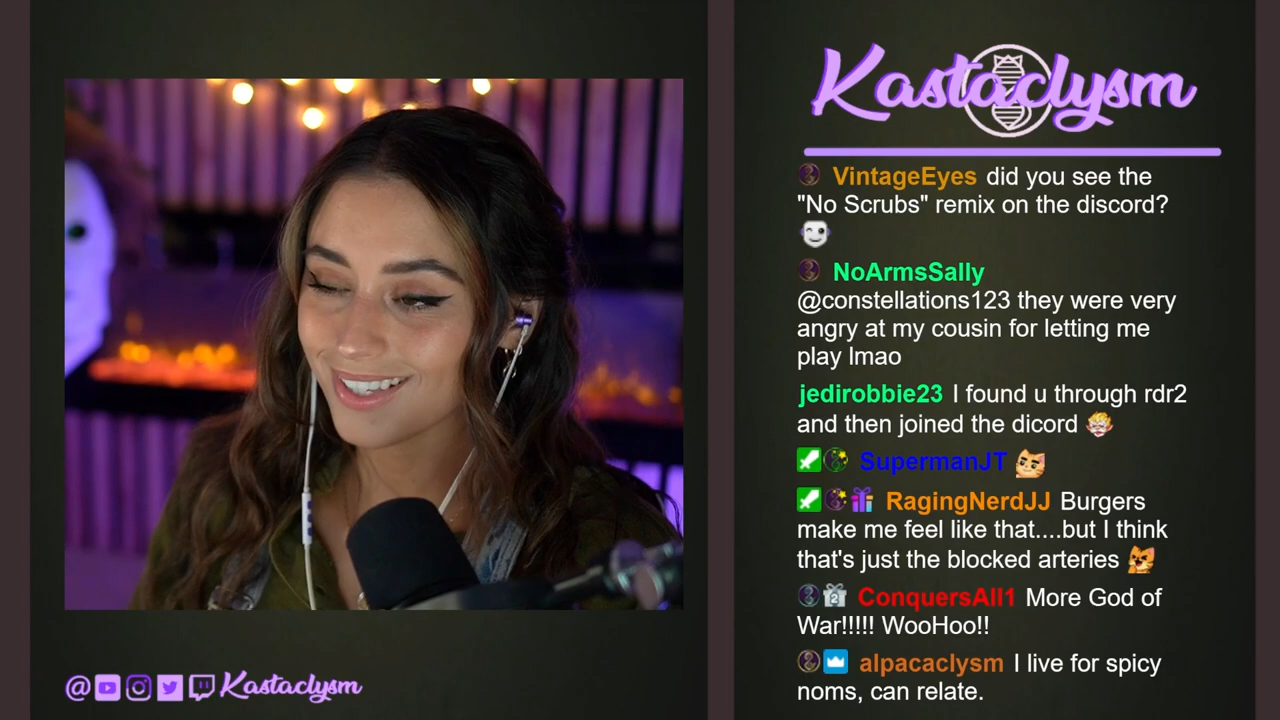 Kastaclysm
VintageEyes did you see the
"No Scrubs" remix on the discord?
NoArmsSally
@constellations123 they were very
angry at my cousin for letting me
play lmao
jedirobbie23 I found u through rdr2
and then joined the dicord
SupermanJT
RagingNerdJJ Burgers
make me feel like that....but I think
that's just the blocked arteries
2 ConquersAll1 More God of
War!!!!! WooHoo!!
alpacaclysm I live for spicy
noms, can relate.
@ Kastaclysm